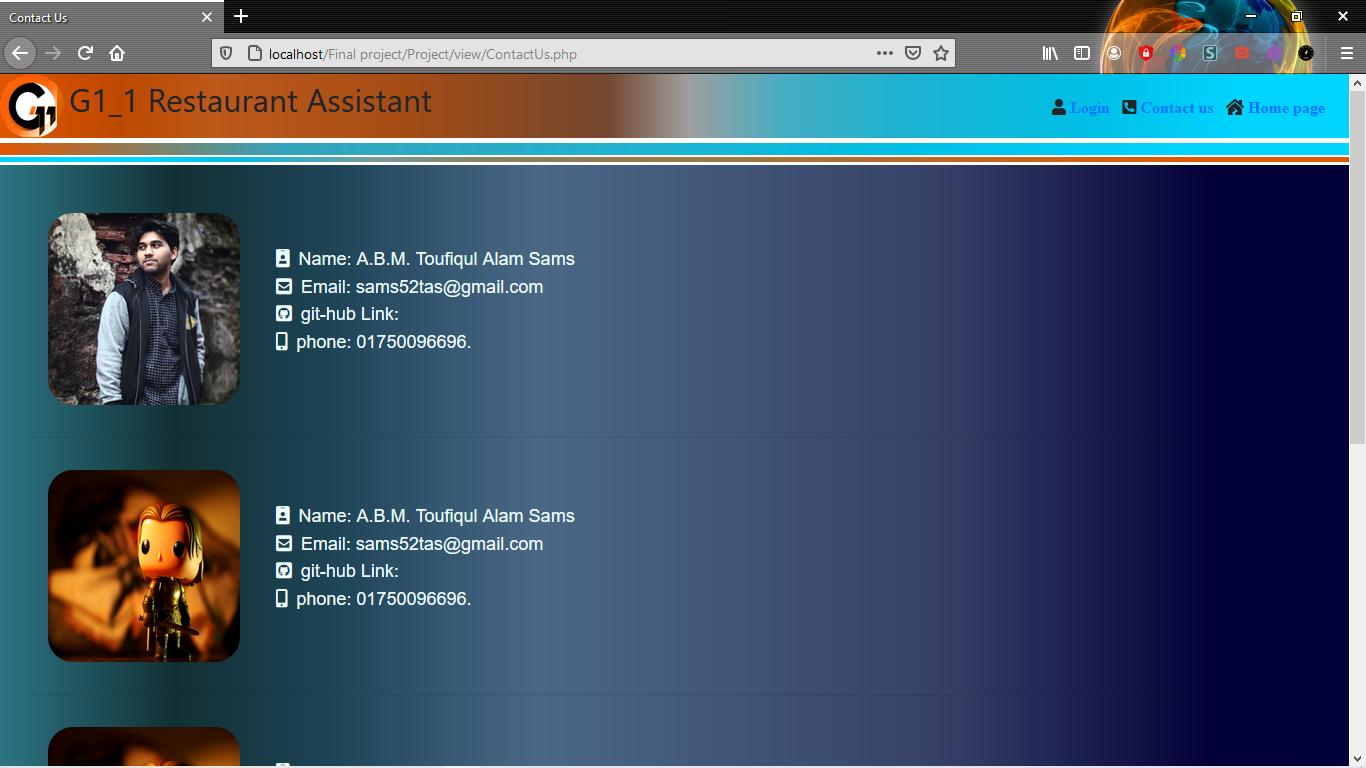 Contact Us
localhost/Final project/Project/view/ContactUs.php
G11
G1_1 Restaurant Assistant
Login
Contact us
Home page
Name: A.B.M. Toufiqul Alam Sams
Email: sams52tas@gmail.com
git-hub Link:
phone: 01750096696.
Name: A.B.M. Toufiqul Alam Sams
Email: sams52tas@gmail.com
git-hub Link:
phone: 01750096696.